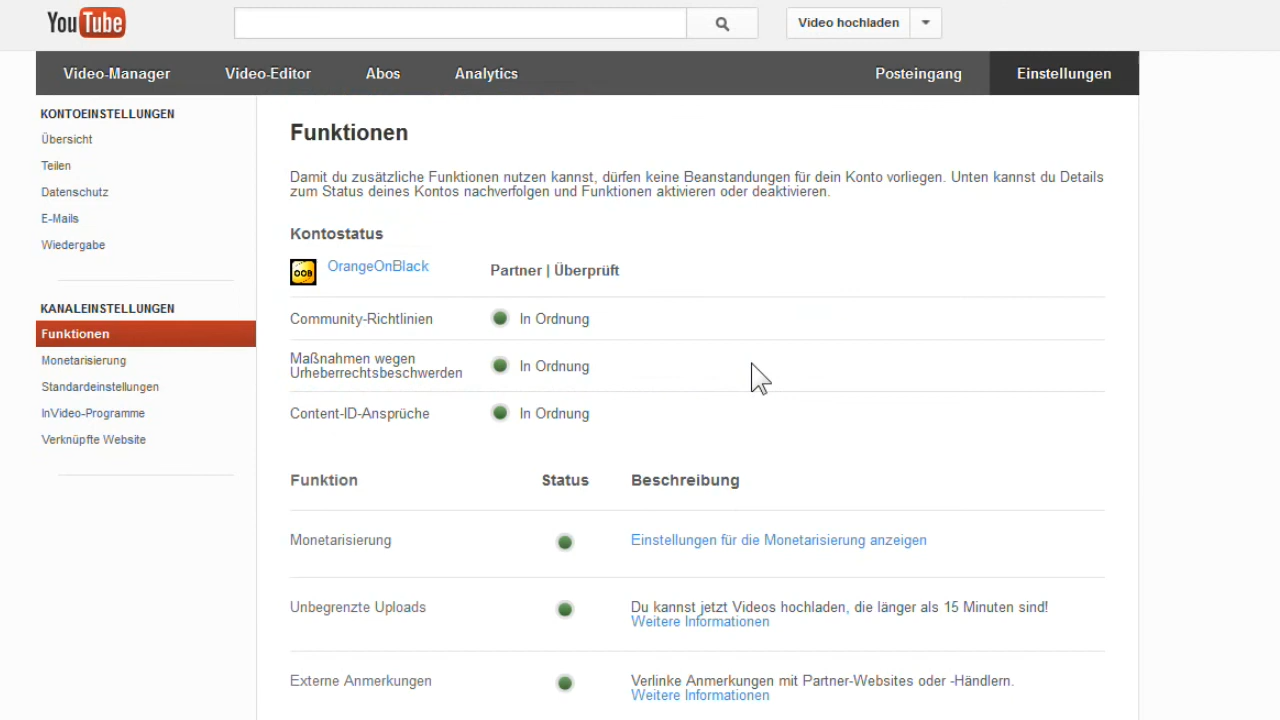 YouTube
Video hochladen
Video-Manager Video-Editor Abos Analytics Posteingang Einstellungen
KONTOEINSTELLUNGEN
Übersicht
Teilen
Datenschutz
E-Mails
Wiedergabe
KANALEINSTELLUNGEN
Funktionen
Monetarisierung
Standardeinstellungen
InVideo-Programme
Verknüpfte Website
Funktionen
Damit du zusätzliche Funktionen nutzen kannst, dürfen keine Beanstandungen für dein Konto vorliegen. Unten kannst du Details
zum Status deines Kontos nachverfolgen und Funktionen aktivieren oder deaktivieren.
Kontostatus
OOB OrangeOnBlack Partner | Überprüft
Community-Richtlinien In Ordnung
Maßnahmen wegen
Urheberrechtsbeschwerden In Ordnung
Content-ID-Ansprüche In Ordnung
Funktion Status Beschreibung
Monetarisierung Einstellungen für die Monetarisierung anzeigen
Unbegrenzte Uploads Du kannst jetzt Videos hochladen, die länger als 15 Minuten sind!
Weitere Informationen
Externe Anmerkungen Verlinke Anmerkungen mit Partner-Websites oder -Händlern.
Weitere Informationen